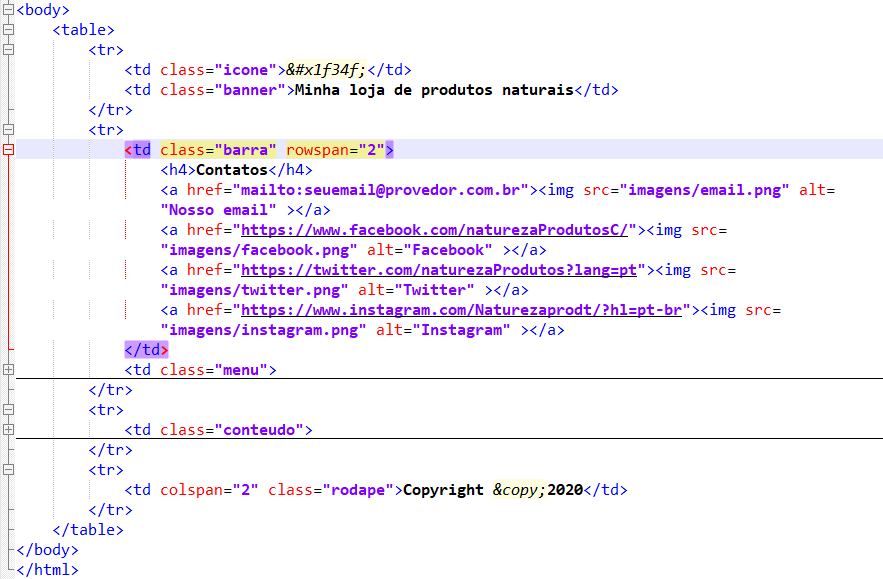 <body>
<table>
<tr>
<td class="icone">&#x1f34f;</td>
<td class="banner">Minha loja de produtos naturais</td>
</tr>
<tr>
<td class="barra" rowspan="2">
<h4>Contatos</h4>
<a href="mailto:seuemail@provedor.com.br"><img src="imagens/email.png" alt=
"Nosso email" ></a>
<a href="https://www.facebook.com/naturezaProdutosC/"><img src=
"imagens/facebook.png" alt="Facebook" ></a>
<a href="https://twitter.com/naturezaProdutos?lang=pt"><img src=
"imagens/twitter.png" alt="Twitter" ></a>
<a href="https://www.instagram.com/Naturezaprodt/?hl=pt-br"><img src=
"imagens/instagram.png" alt="Instagram" ></a>
</td>
<td class="menu">
</tr>
<tr>
<td class="conteudo">
</tr>
<tr>
<td colspan="2" class="rodape">Copyright &copy;2020</td>
</tr>
</table>
</body>
</html>